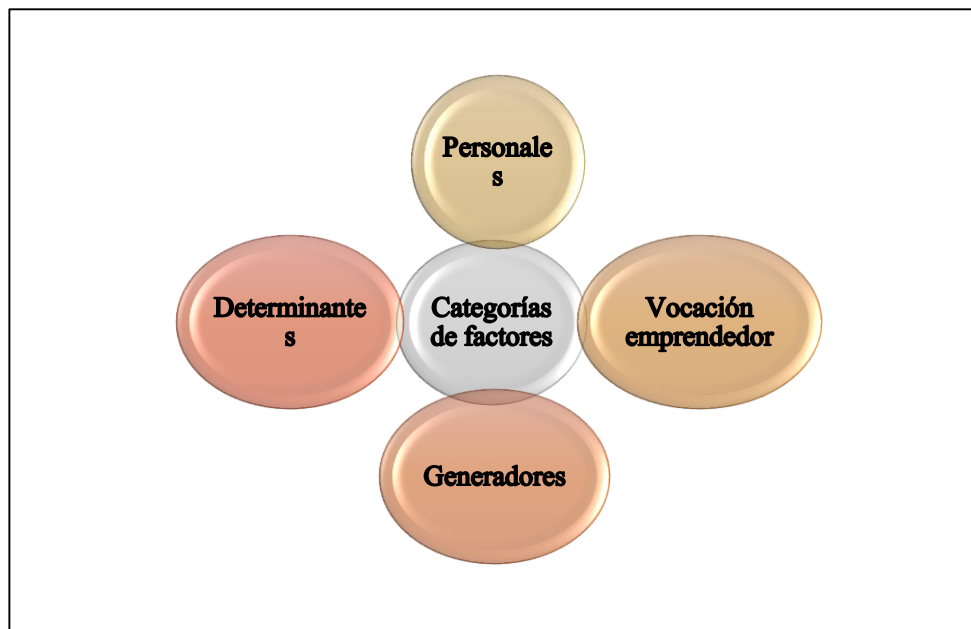 Personale
s
Determinante
s
Categorías
de factores
Vocación
emprendedor
Generadores